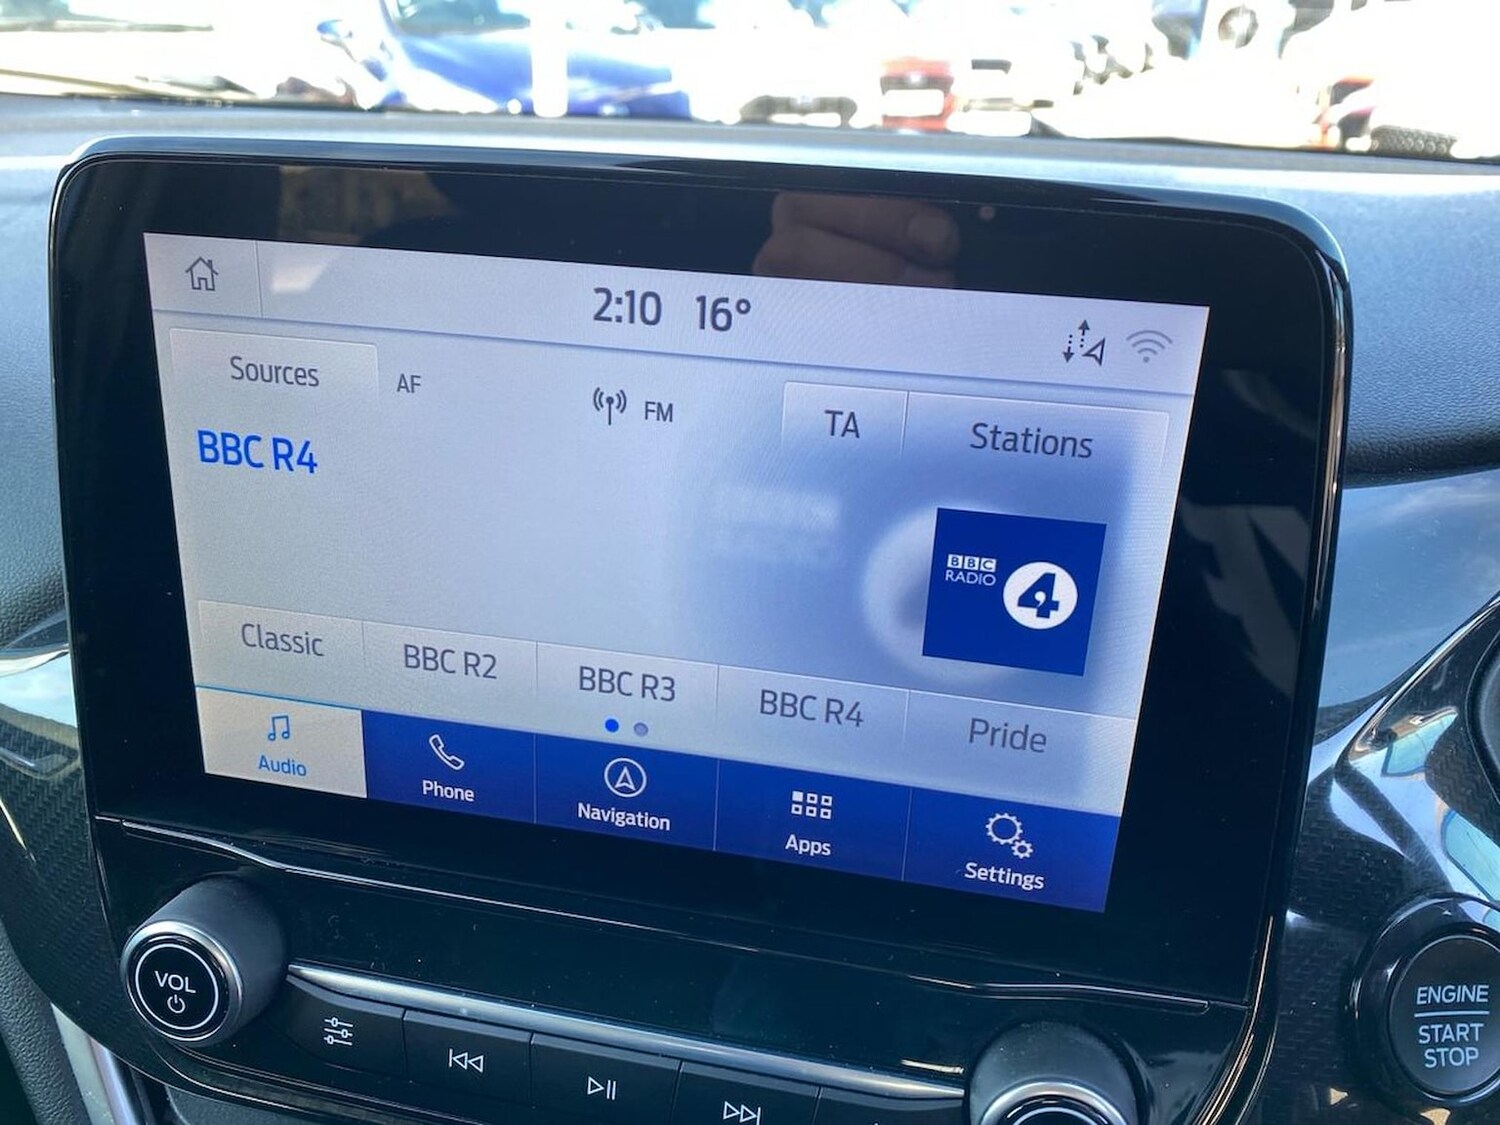 2:10 16°
Sources
AF
FM
TA
Stations
BBC R4
BBC
RADIO
4
Classic
BBC R2
BBC R3
BBC R4
Pride
Audio
Phone
Navigation
Apps
Settings
VOL
ENGINE
START
STOP